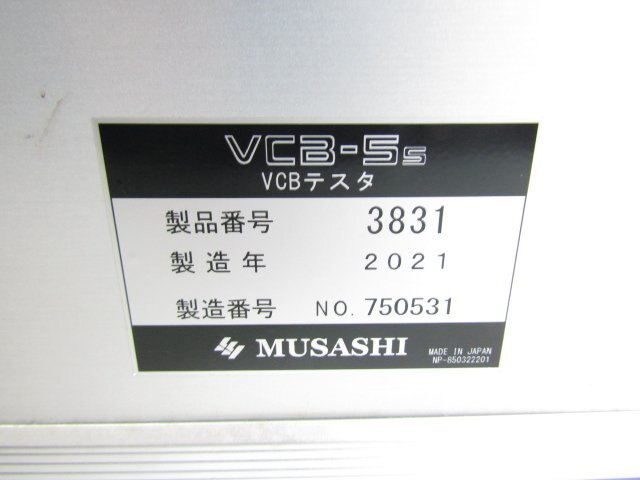 VCB-5s
VCBテスタ
製品番号 3831
製造年 2021
製造番号 NO. 750531
MUSASHI MADE IN JAPAN
NP-850322201